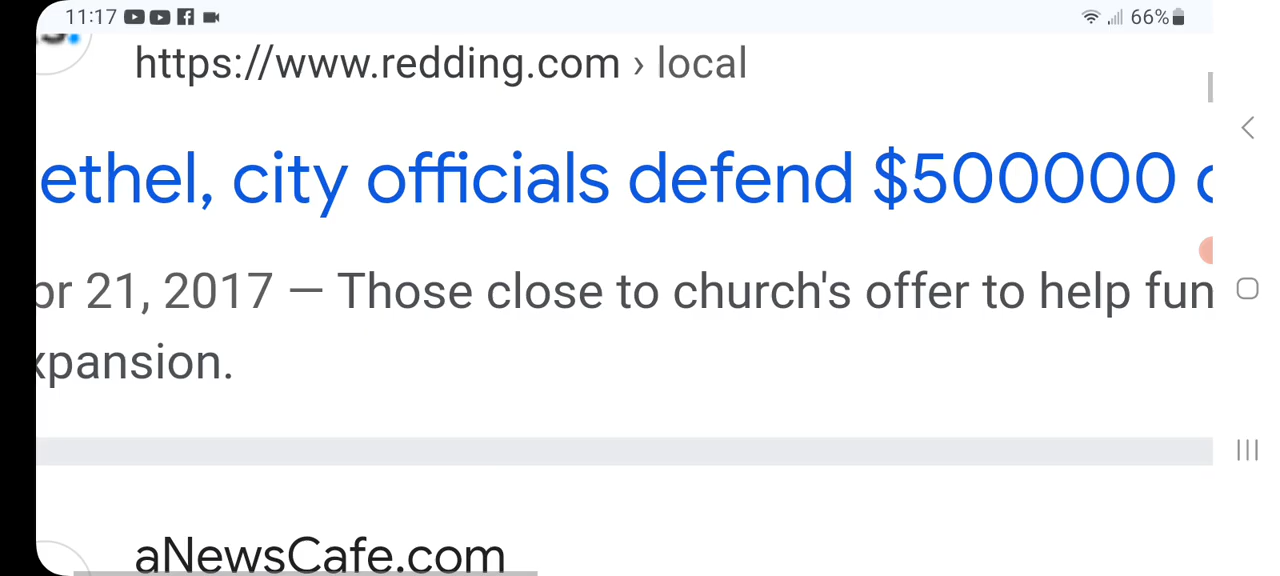 11:17 66%
https://www.redding.com › local
ethel, city officials defend $500000
21, 2017 — Those close to church's offer to help fun
xpansion.
aNewsCafe.com